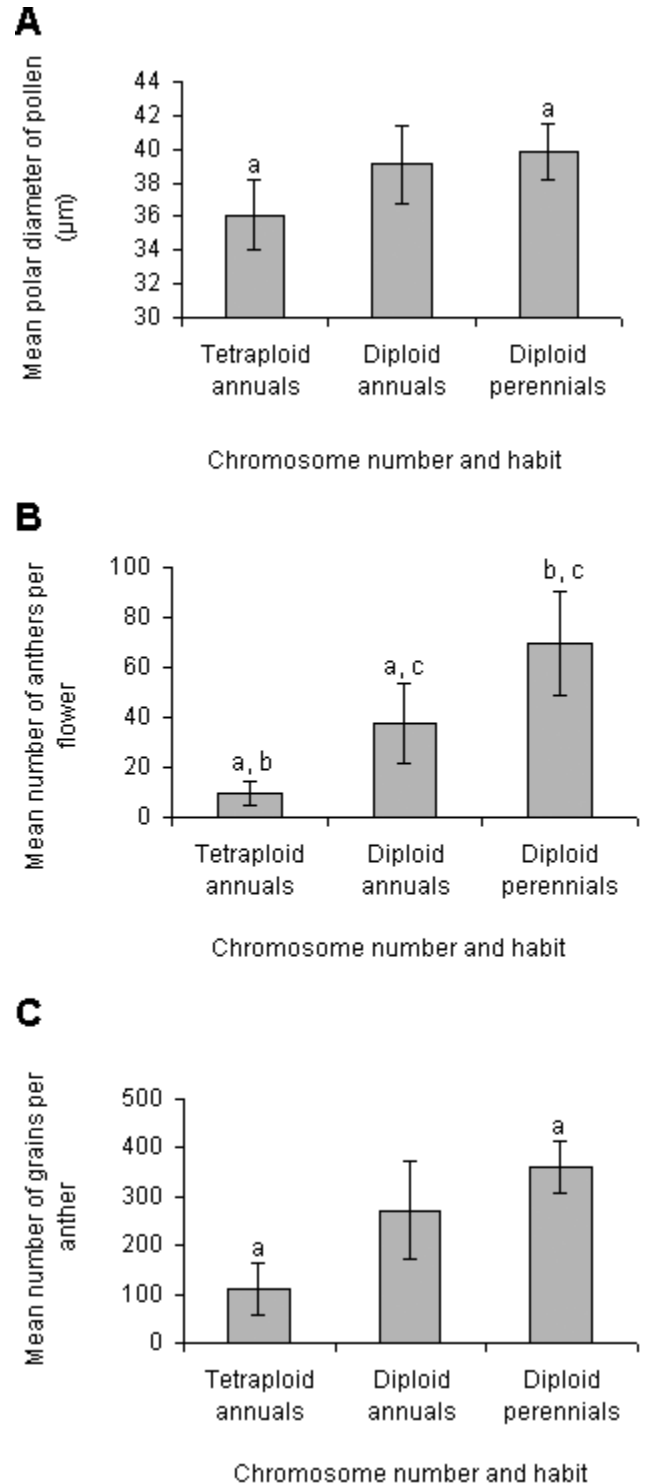 A
Mean polar diameter of pollen
(µm)
44
42
40
38
36
34
32
30
a
a
Tetraploid
annuals
Diploid
annuals
Diploid
perennials
Chromosome number and habit
B
Mean number of anthers per
flower
100
80
60
40
20
0
a, b
a, c
b, c
Tetraploid
annuals
Diploid
annuals
Diploid
perennials
Chromosome number and habit
C
Mean number of grains per
anther
500
400
300
200
100
0
a
a
Tetraploid
annuals
Diploid
annuals
Diploid
perennials
Chromosome number and habit